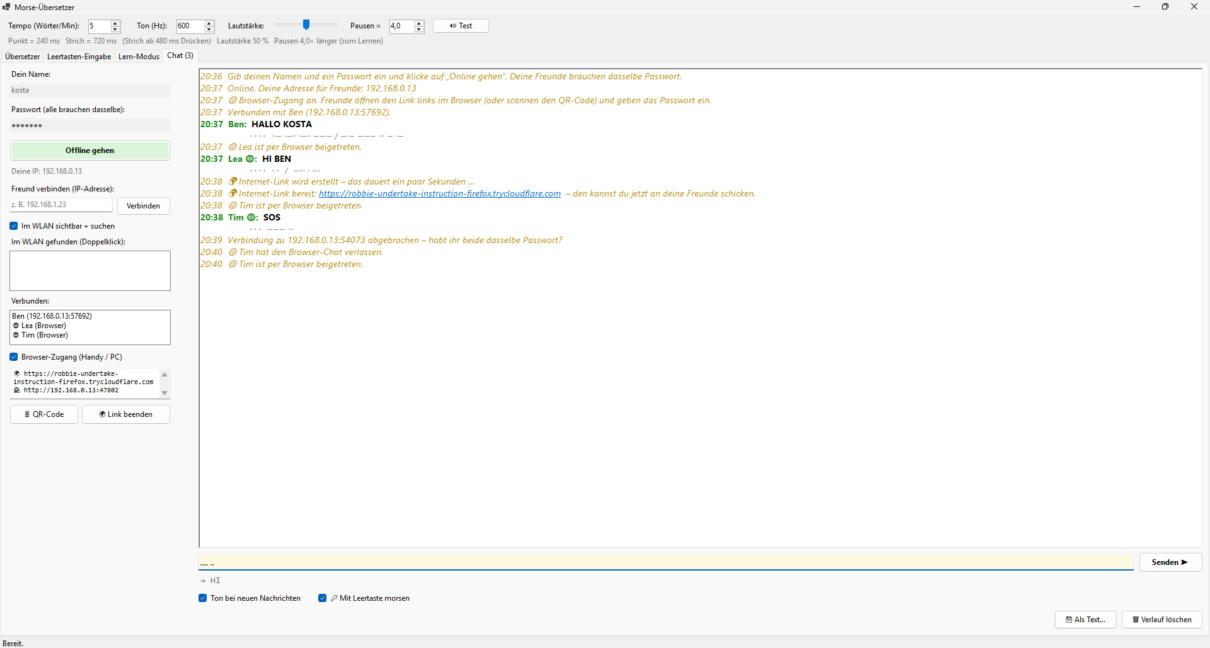 Morse-Übersetzer
Tempo (Wörter/Min): 5 Ton (Hz): 600 Lautstärke: Pausen × 4,0 Test
Punkt = 240 ms Strich = 720 ms (Strich ab 480 ms Drücken) Lautstärke 50 % Pausen 4,0× länger (zum Lernen)
Übersetzer Leertasten-Eingabe Lern-Modus Chat (3)
Dein Name:
kosta
Passwort (alle brauchen dasselbe):
●●●●●●●
Offline gehen
Deine IP: 192.168.0.13
Freund verbinden (IP-Adresse):
z. B. 192.168.1.23 Verbinden
Im WLAN sichtbar + suchen
Im WLAN gefunden (Doppelklick):
Verbunden:
Ben (192.168.0.13:57692)
Lea (Browser)
Tim (Browser)
Browser-Zugang (Handy / PC)
https://robbie-undertake-
instruction-firefox.trycloudflare.com
http://192.168.0.13:47802
QR-Code Link beenden
20:36 Gib deinen Namen und ein Passwort ein und klicke auf „Online gehen“. Deine Freunde brauchen dasselbe Passwort.
20:37 Online. Deine Adresse für Freunde: 192.168.0.13
20:37 Browser-Zugang an. Freunde öffnen den Link links im Browser (oder scannen den QR-Code) und geben das Passwort ein.
20:37 Verbunden mit Ben (192.168.0.13:57692).
20:37 Ben: HALLO KOSTA
···· ·— ·—·· ·—·· ——— / —·— ——— ··· — ·—
20:37 Lea ist per Browser beigetreten.
20:37 Lea: HI BEN
···· ·· / —··· · —·
20:38 Internet-Link wird erstellt – das dauert ein paar Sekunden ...
20:38 Internet-Link bereit: https://robbie-undertake-instruction-firefox.trycloudflare.com – den kannst du jetzt an deine Freunde schicken.
20:38 Tim ist per Browser beigetreten.
20:38 Tim: SOS
··· ——— ···
20:39 Verbindung zu 192.168.0.13:54073 abgebrochen – habt ihr beide dasselbe Passwort?
20:40 Tim hat den Browser-Chat verlassen.
20:40 Tim ist per Browser beigetreten.
.... .. Senden ➤
→ HI
Ton bei neuen Nachrichten Mit Leertaste morsen
Als Text... Verlauf löschen
Bereit.